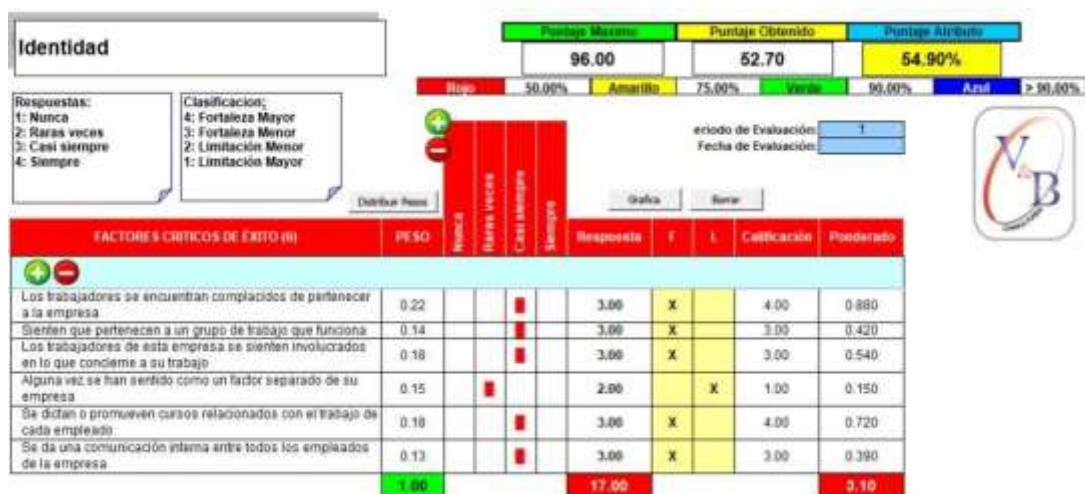 Identidad
Puntaje Maximo Puntaje Obtenido Puntaje Atributo
96.00 52.70 54.90%
Rojo 50.00% Amarillo 75.00% Verde 90.00% Azul > 90.00%
Respuestas:
1: Nunca
2: Raras veces
3: Casi siempre
4: Siempre
Clasificacion:
4: Fortaleza Mayor
3: Fortaleza Menor
2: Limitación Menor
1: Limitación Mayor
eriodo de Evaluación: 1
Fecha de Evaluación:
Distribuir Pesos
Grafica Borrar
V&B
FACTORES CRITICOS DE ÉXITO (6) PESO Nunca Raras veces Casi siempre Siempre Respuesta F L Calificación Ponderado
Los trabajadores se encuentran complacidos de pertenecer
a la empresa 0.22 3.00 X 4.00 0.880
Sienten que pertenecen a un grupo de trabajo que funciona 0.14 3.00 X 3.00 0.420
Los trabajadores de esta empresa se sienten involucrados
en lo que concierne a su trabajo 0.18 3.00 X 3.00 0.540
Alguna vez se han sentido como un factor separado de su
empresa 0.15 2.00 X 1.00 0.150
Se dictan o promueven cursos relacionados con el trabajo de
cada empleado 0.18 3.00 X 4.00 0.720
Se da una comunicación interna entre todos los empleados
de la empresa 0.13 3.00 X 3.00 0.390
1.00 17.00 3.10